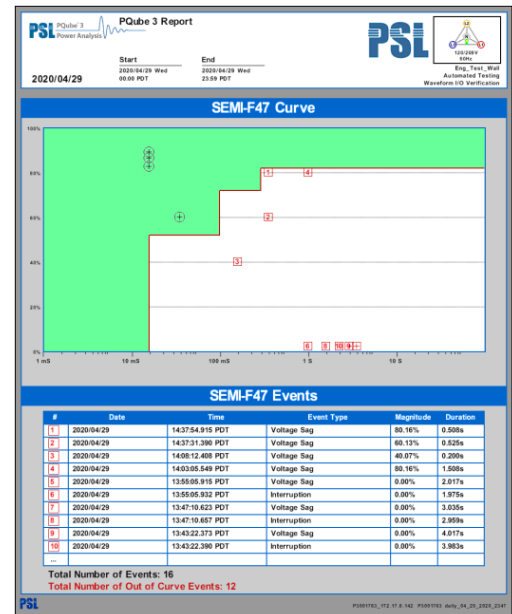 PSL PQube 3 Power Analysis
PQube 3 Report
PSL
120/208V
60Hz
Start End
2020/04/29 Wed 2020/04/29 Wed
00:00 PDT 23:59 PDT
2020/04/29
Eng_Test_Wall
Automated Testing
Waveform I/O Verification
SEMI-F47 Curve
100%
80%
60%
40%
20%
0%
1 4
2
3
6 8 10 9
1 mS 10 mS 100 mS 1 S 10 S
SEMI-F47 Events
# Date Time Event Type Magnitude Duration
1 2020/04/29 14:37:54.915 PDT Voltage Sag 80.16% 0.508s
2 2020/04/29 14:37:31.390 PDT Voltage Sag 60.13% 0.525s
3 2020/04/29 14:08:12.408 PDT Voltage Sag 40.07% 0.200s
4 2020/04/29 14:03:05.549 PDT Voltage Sag 80.16% 1.508s
5 2020/04/29 13:55:05.915 PDT Voltage Sag 0.00% 2.017s
6 2020/04/29 13:55:05.932 PDT Interruption 0.00% 1.975s
7 2020/04/29 13:47:10.623 PDT Voltage Sag 0.00% 3.035s
8 2020/04/29 13:47:10.657 PDT Voltage Sag 0.00% 2.959s
9 2020/04/29 13:43:22.373 PDT Voltage Sag 0.00% 4.017s
10 2020/04/29 13:43:22.390 PDT Interruption 0.00% 3.983s
...
Total Number of Events: 16
Total Number of Out of Curve Events: 12
PSL